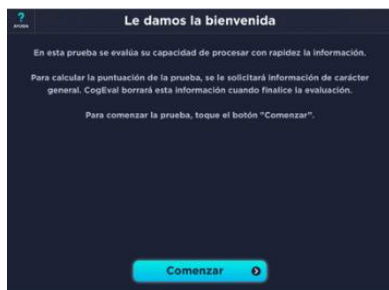 ?
AYUDA
Le damos la bienvenida
En esta prueba se evalúa su capacidad de procesar con rapidez la información.
Para calcular la puntuación de la prueba, se le solicitará información de carácter
general. CogEval borrará esta información cuando finalice la evaluación.
Para comenzar la prueba, toque el botón "Comenzar".
Comenzar